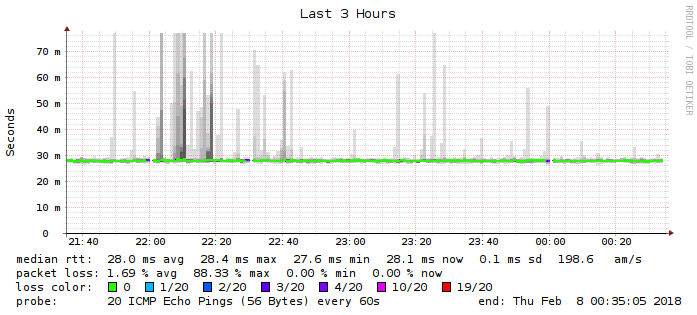 Last 3 Hours
RRDTOOL / TOBI OETIKER
Seconds
70 m
60 m
50 m
40 m
30 m
20 m
10 m
0
21:40 22:00 22:20 22:40 23:00 23:20 23:40 00:00 00:20
median rtt: 28.0 ms avg 28.4 ms max 27.6 ms min 28.1 ms now 0.1 ms sd 198.6 am/s
packet loss: 1.69 % avg 88.33 % max 0.00 % min 0.00 % now
loss color: 0 1/20 2/20 3/20 4/20 10/20 19/20
probe: 20 ICMP Echo Pings (56 Bytes) every 60s end: Thu Feb 8 00:35:05 2018